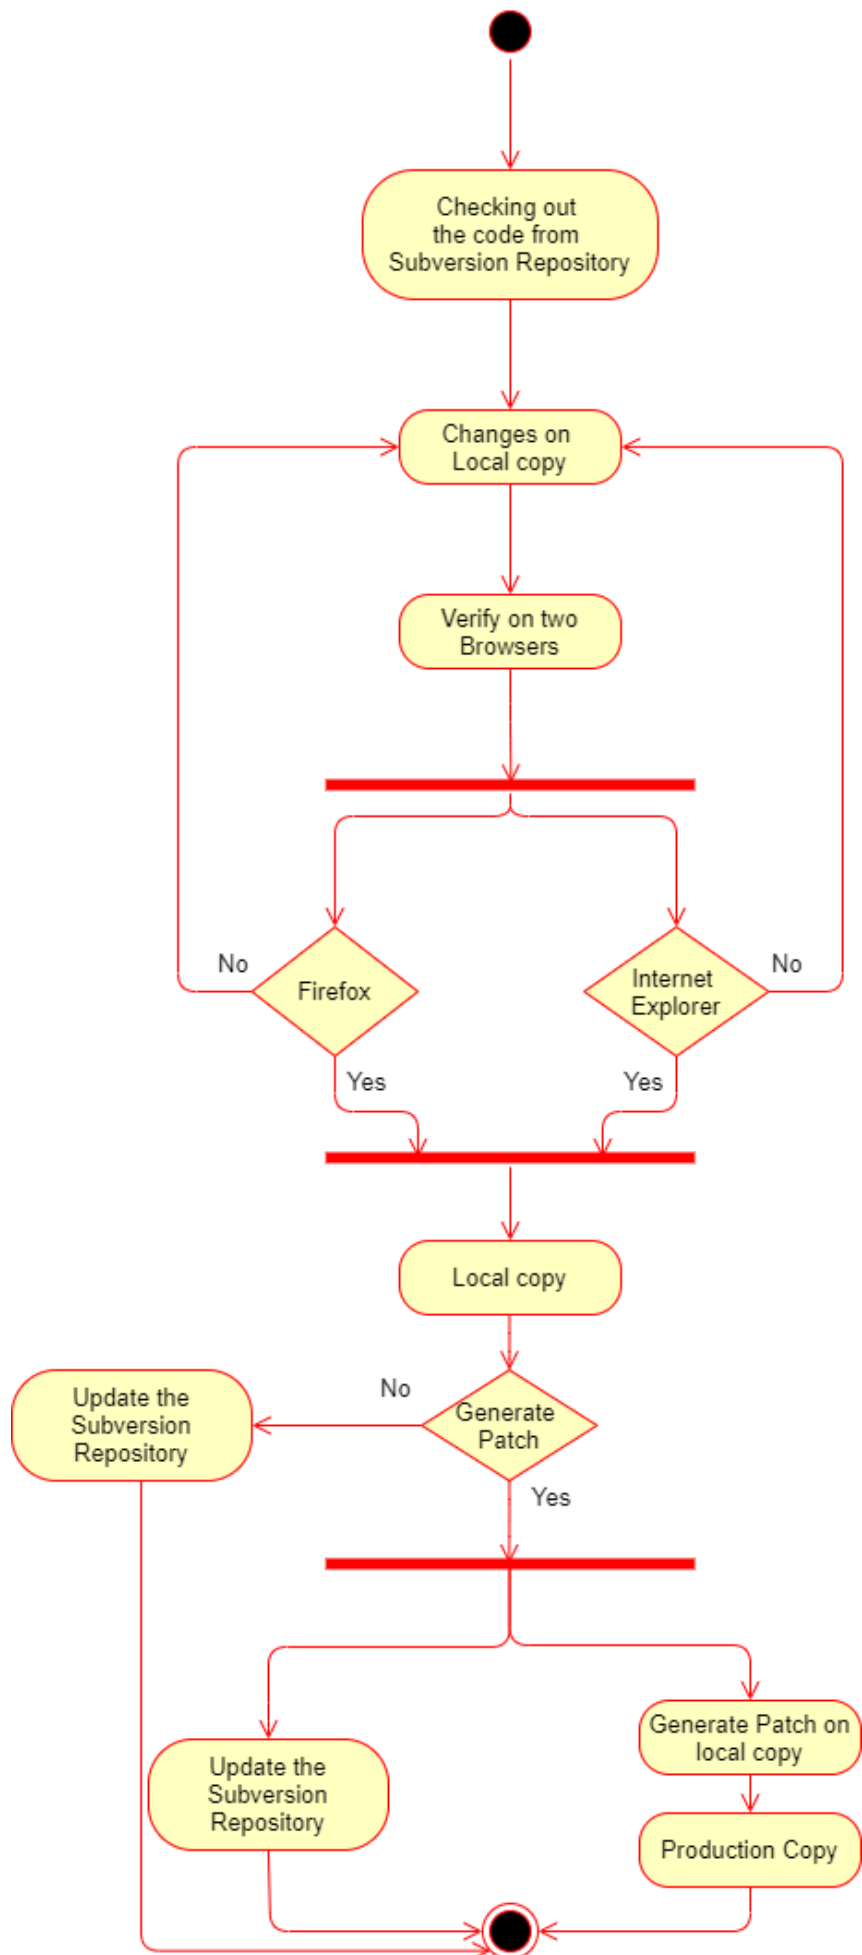 Checking out
the code from
Subversion Repository
Changes on
Local copy
Verify on two
Browsers
No
Firefox
Internet
Explorer
No
Yes
Yes
Local copy
No
Generate
Patch
Update the
Subversion
Repository
Yes
Generate Patch on
local copy
Update the
Subversion
Repository
Production Copy